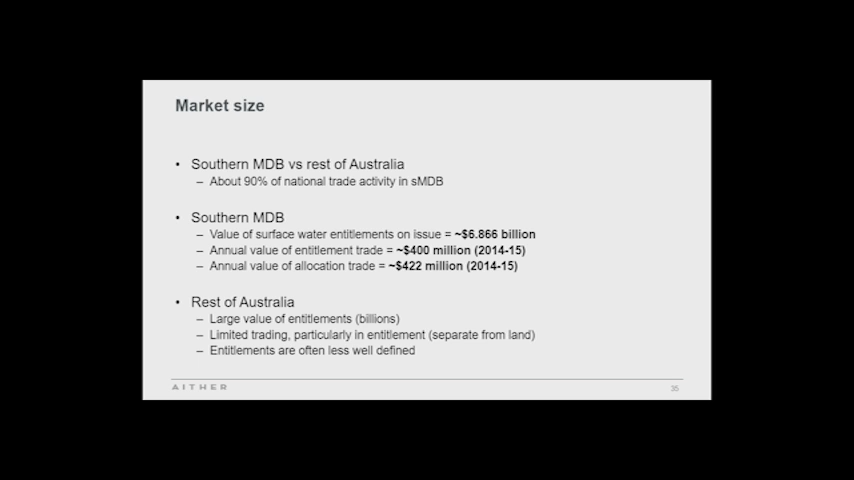 Market size
• Southern MDB vs rest of Australia
– About 90% of national trade activity in sMDB
• Southern MDB
– Value of surface water entitlements on issue = ~$6.866 billion
– Annual value of entitlement trade = ~$400 million (2014-15)
– Annual value of allocation trade = ~$422 million (2014-15)
• Rest of Australia
– Large value of entitlements (billions)
– Limited trading, particularly in entitlement (separate from land)
– Entitlements are often less well defined
AITHER
35